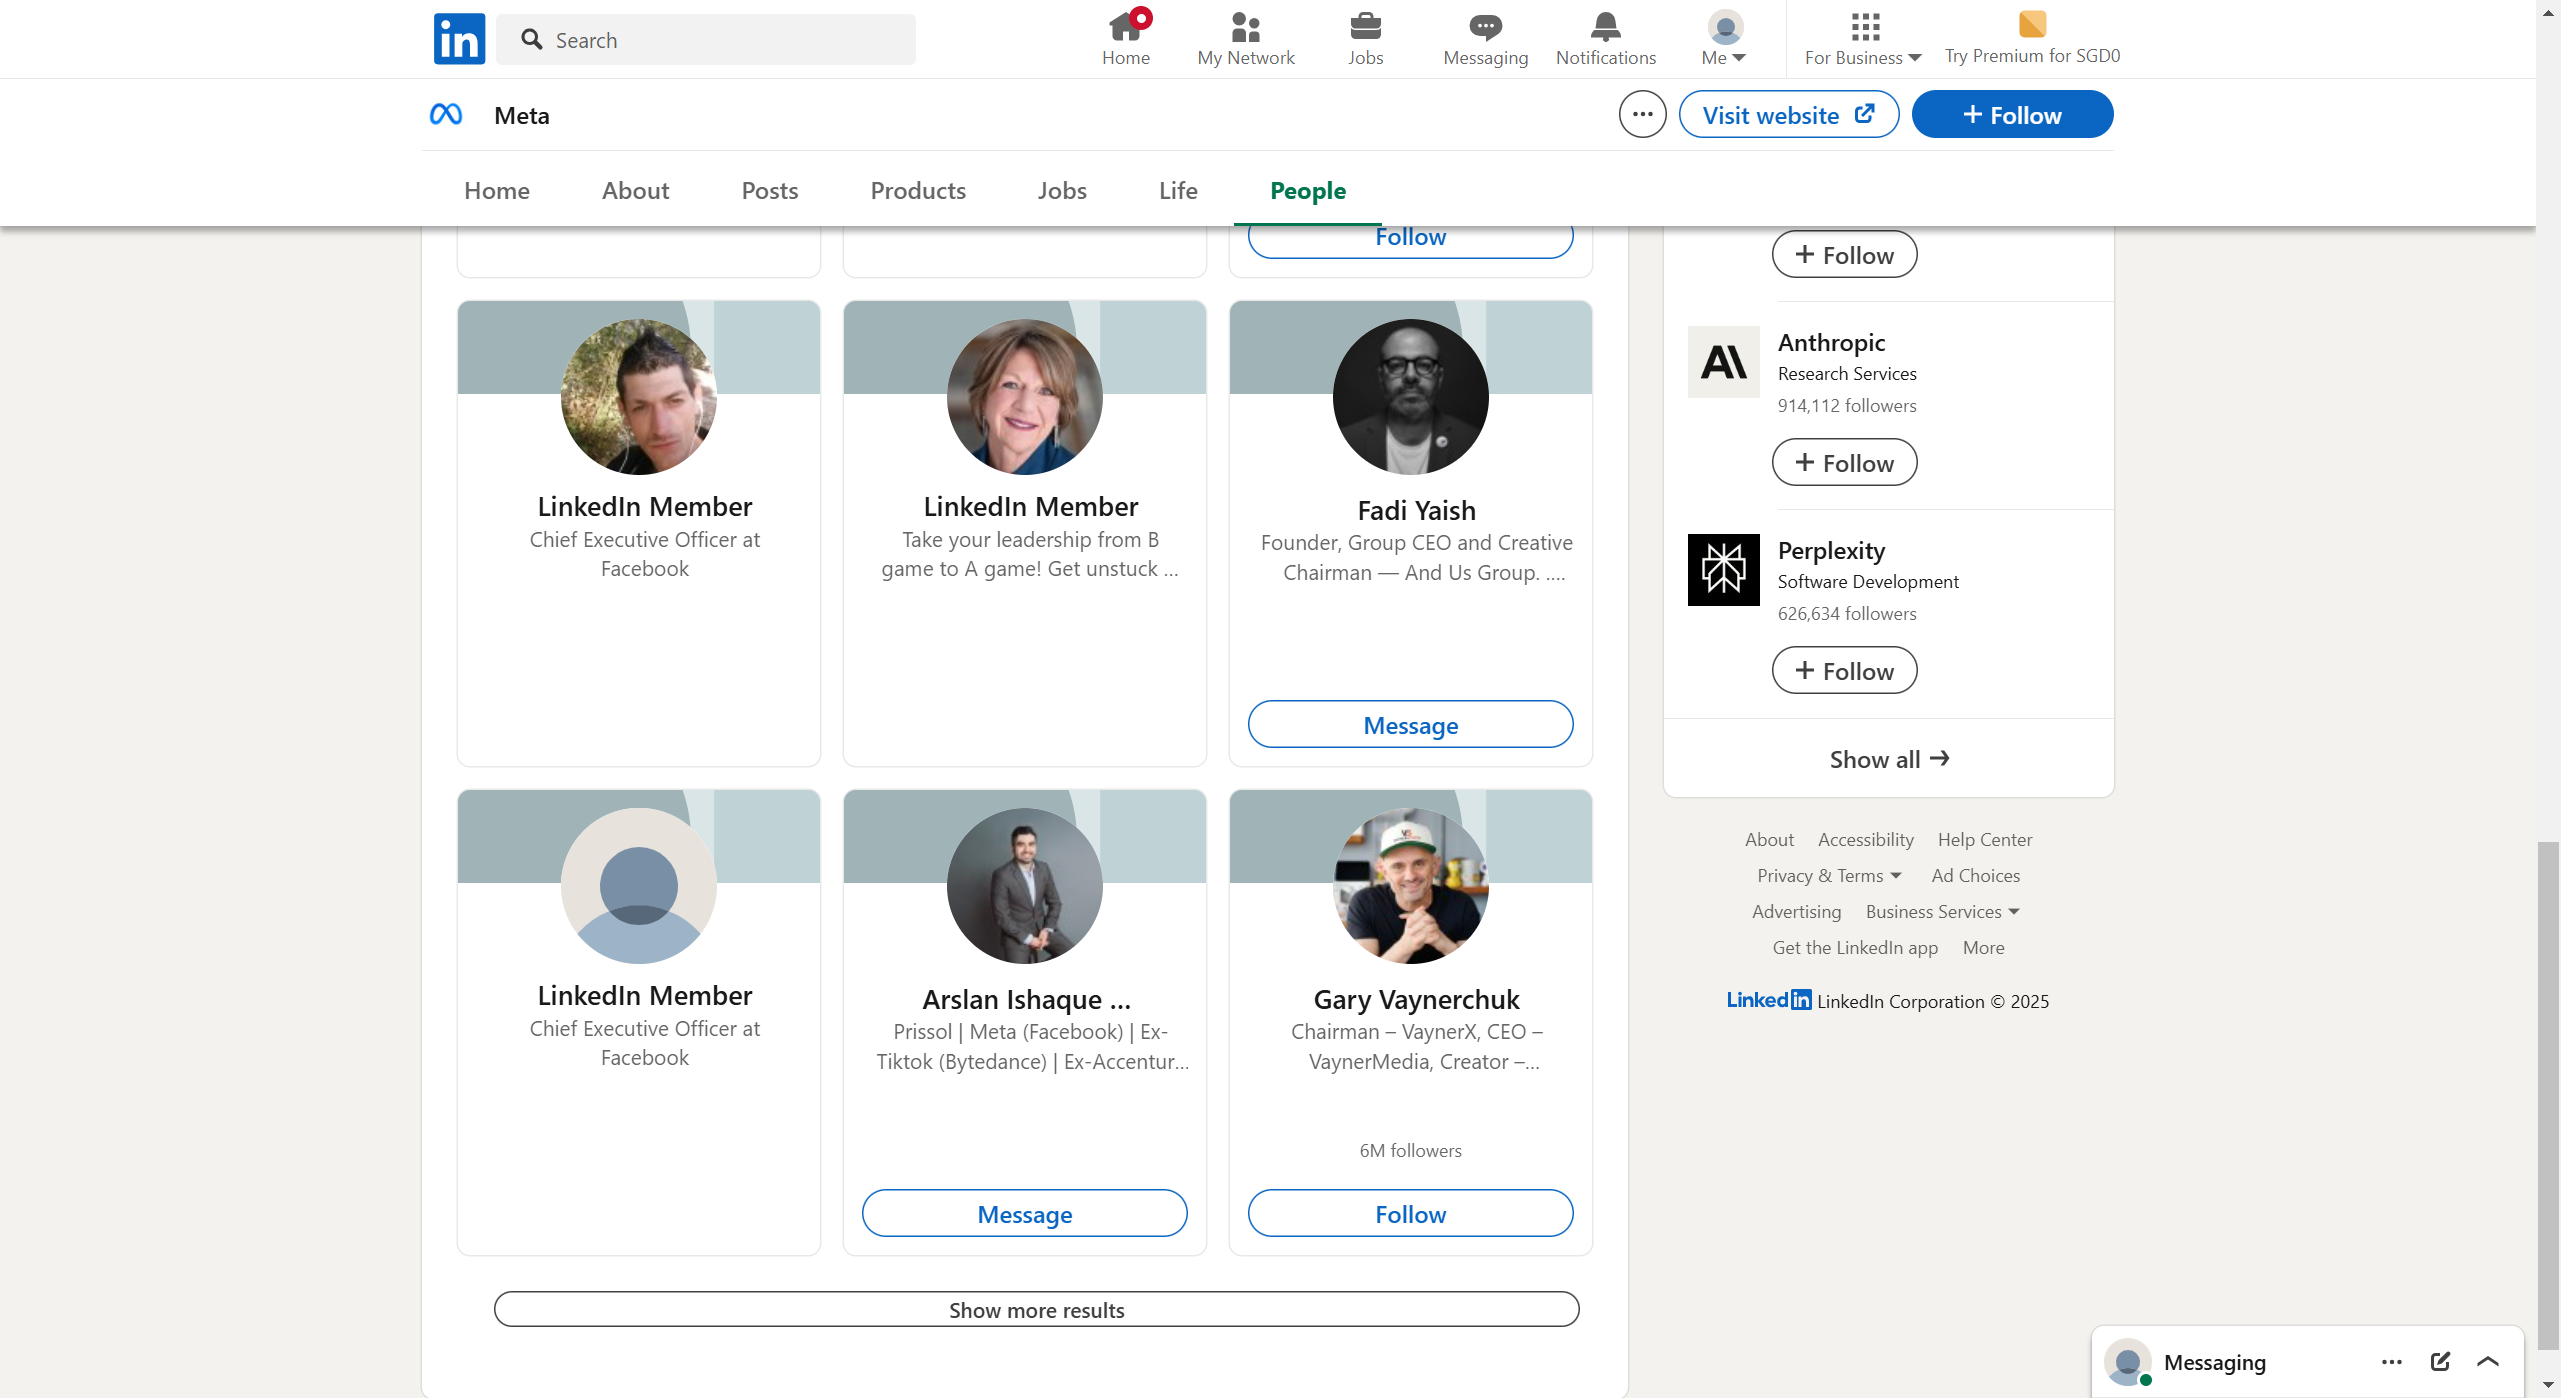 in
Search
Home
My Network
Jobs
Messaging
Notifications
Me
For Business
Try Premium for SGD0
Meta
Visit website
Follow
Home
About
Posts
Products
Jobs
Life
People
Follow
LinkedIn Member
Chief Executive Officer at
Facebook
LinkedIn Member
Take your leadership from B
game to A game! Get unstuck ...
Fadi Yaish
Founder, Group CEO and Creative
Chairman — And Us Group. ....
Message
LinkedIn Member
Chief Executive Officer at
Facebook
Arslan Ishaque ...
Prissol | Meta (Facebook) | Ex-
Tiktok (Bytedance) | Ex-Accentur...
Message
Gary Vaynerchuk
Chairman – VaynerX, CEO –
VaynerMedia, Creator –...
6M followers
Follow
Show more results
+ Follow
Anthropic
Research Services
914,112 followers
+ Follow
Perplexity
Software Development
626,634 followers
+ Follow
Show all →
About Accessibility Help Center
Privacy & Terms Ad Choices
Advertising Business Services
Get the LinkedIn app More
LinkedIn LinkedIn Corporation © 2025
Messaging